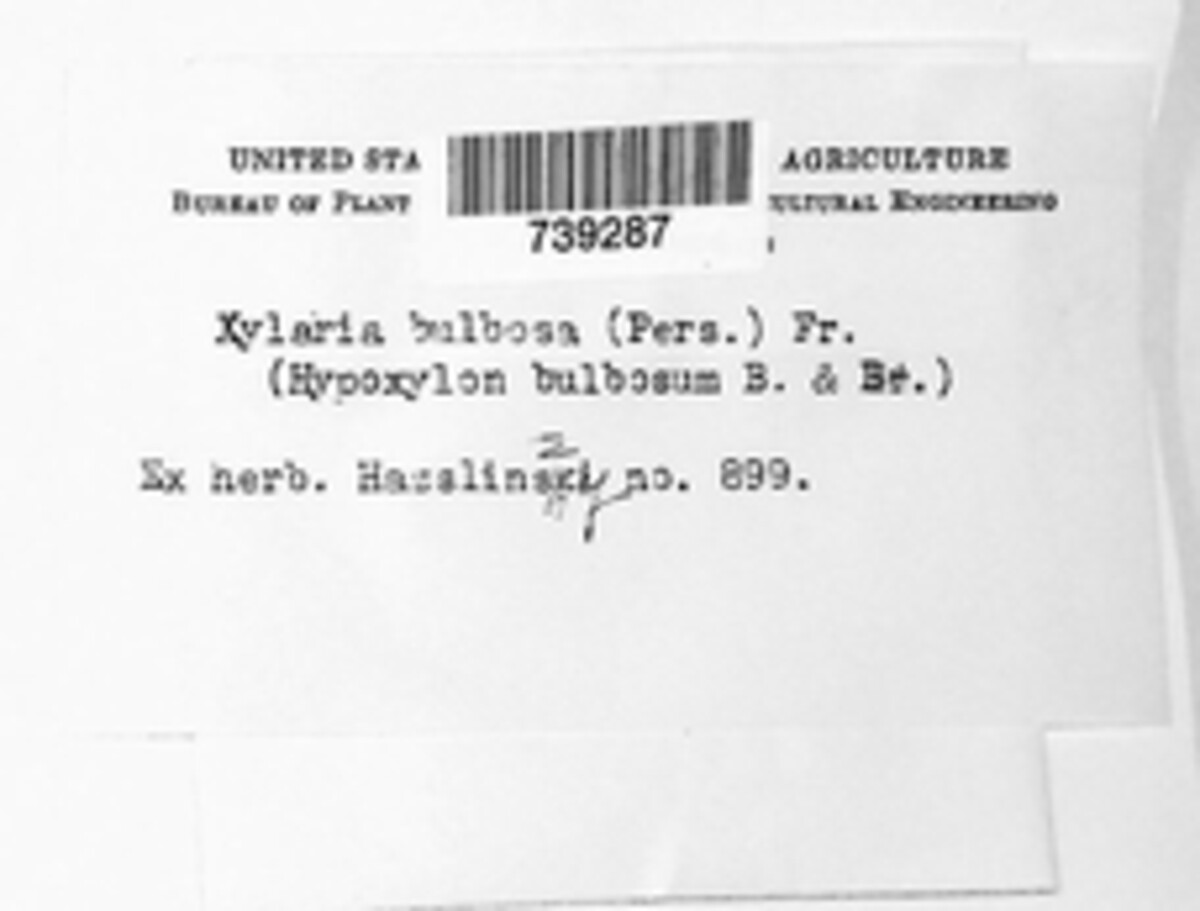 UNITED STA AGRICULTURE
BUREAU OF PLANT ULTURAL ENGINEERING
739287
Xylaria bulbosa (Pers.) Fr.
(Hypoxylon bulbosum B. & Br.)
Ex herb. Hazslinski no. 899.